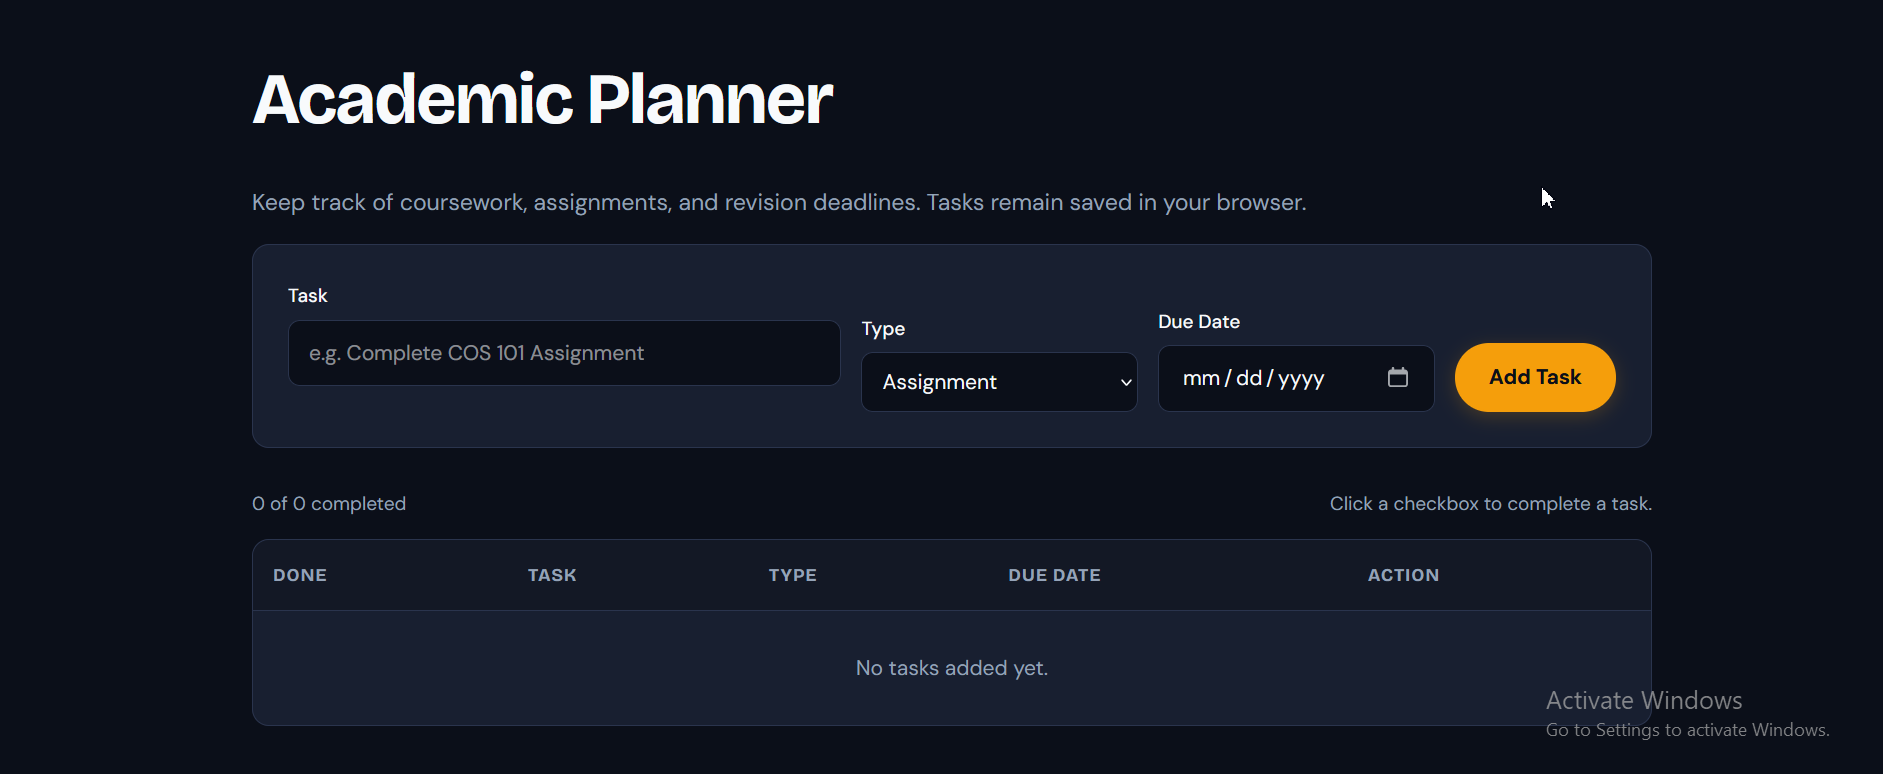 Academic Planner
Keep track of coursework, assignments, and revision deadlines. Tasks remain saved in your browser.
Task
e.g. Complete COS 101 Assignment
Type
Assignment
Due Date
mm/dd/yyyy
Add Task
0 of 0 completed
Click a checkbox to complete a task.
DONE TASK TYPE DUE DATE ACTION
No tasks added yet.
Activate Windows
Go to Settings to activate Windows.